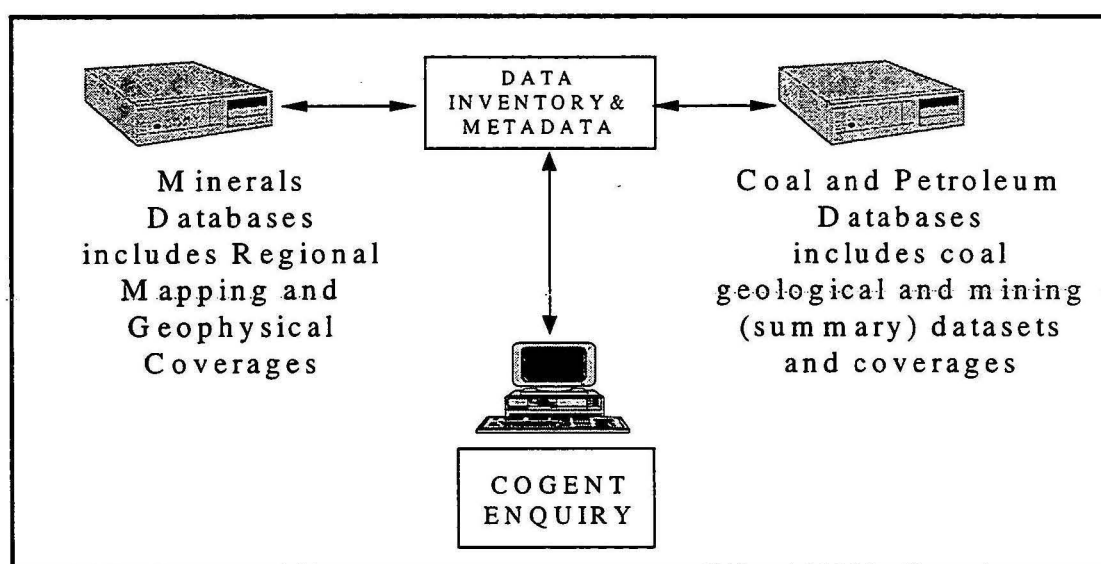 DATA
INVENTORY&
METADATA
Minerals
Databases
includes Regional
Mapping and
Geophysical
Coverages
Coal and Petroleum
Databases
includes coal
geological and mining
(summary) datasets
and coverages
COGENT
ENQUIRY